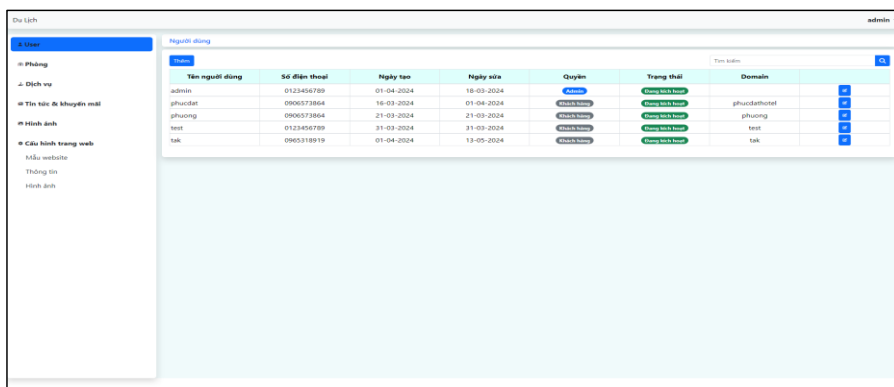 Du Lịch admin
User
Phòng
Dịch vụ
Tin tức & khuyến mãi
Hình ảnh
Cấu hình trang web
Mẫu website
Thông tin
Hình ảnh
Người dùng
Thêm Tìm kiếm
Tên người dùng Số điện thoại Ngày tạo Ngày sửa Quyền Trạng thái Domain
admin 0123456789 01-04-2024 18-03-2024 Admin Đang kích hoạt
phucdat 0906573864 16-03-2024 01-04-2024 Khách hàng Đang kích hoạt phucdathotel
phuong 0906573864 21-03-2024 21-03-2024 Khách hàng Đang kích hoạt phuong
test 0123456789 31-03-2024 31-03-2024 Khách hàng Đang kích hoạt test
tak 0965318919 01-04-2024 13-05-2024 Khách hàng Đang kích hoạt tak